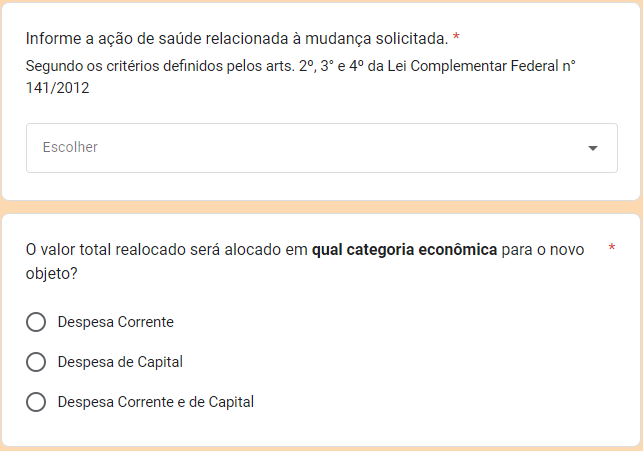 Informe a ação de saúde relacionada à mudança solicitada. *
Segundo os critérios definidos pelos arts. 2º, 3° e 4º da Lei Complementar Federal n°
141/2012
Escolher
O valor total realocado será alocado em qual categoria econômica para o novo *
objeto?
Despesa Corrente
Despesa de Capital
Despesa Corrente e de Capital